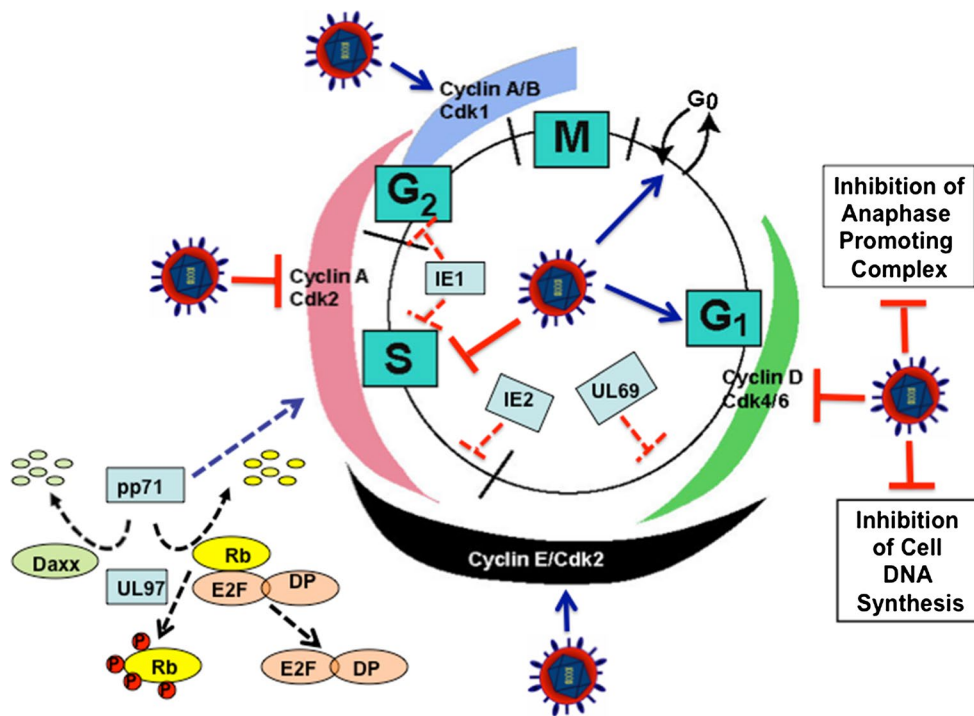 Cyclin A/B
Cdk1
G0
M
G2
Inhibition of
Anaphase
Promoting
Complex
Cyclin A
Cdk2
IE1
G1
S
Cyclin D
Cdk4/6
IE2
UL69
pp71
Rb
Daxx
UL97
E2F
DP
Cyclin E/Cdk2
Inhibition
of Cell
DNA
Synthesis
P
P
P
P
Rb
E2F
DP